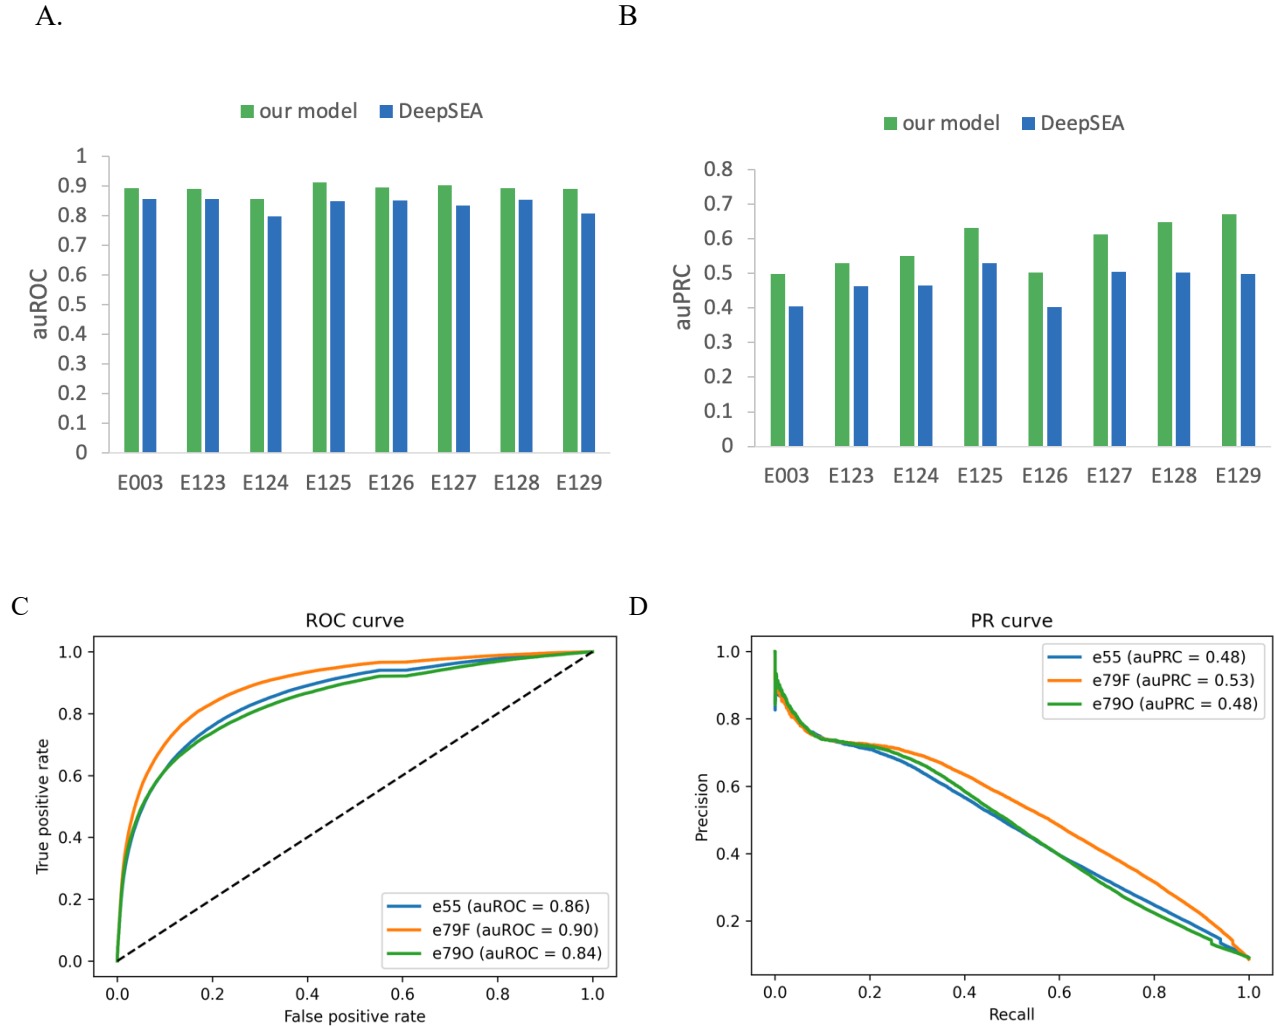 A.
our model DeepSEA
auROC
1
0.9
0.8
0.7
0.6
0.5
0.4
0.3
0.2
0.1
0
E003 E123 E124 E125 E126 E127 E128 E129
B
our model DeepSEA
auPRC
0.8
0.7
0.6
0.5
0.4
0.3
0.2
0.1
0
E003 E123 E124 E125 E126 E127 E128 E129
C
ROC curve
True positive rate
1.0
0.8
0.6
0.4
0.2
0.0
e55 (auROC = 0.86)
e79F (auROC = 0.90)
e79O (auROC = 0.84)
0.0 0.2 0.4 0.6 0.8 1.0
False positive rate
D
PR curve
Precision
1.0
0.8
0.6
0.4
0.2
e55 (auPRC = 0.48)
e79F (auPRC = 0.53)
e79O (auPRC = 0.48)
0.0 0.2 0.4 0.6 0.8 1.0
Recall